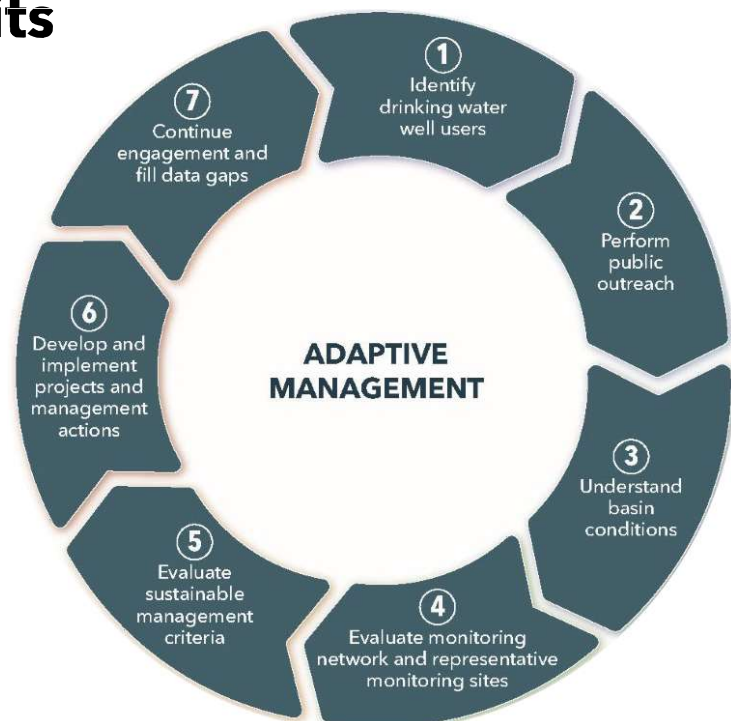 its
1
Identify
drinking water
well users
2
Perform
public
outreach
3
Understand
basin
conditions
4
Evaluate monitoring
network and representative
monitoring sites
5
Evaluate
sustainable
management
criteria
6
Develop and
implement
projects and
management
actions
7
Continue
engagement and
fill data gaps
ADAPTIVE
MANAGEMENT